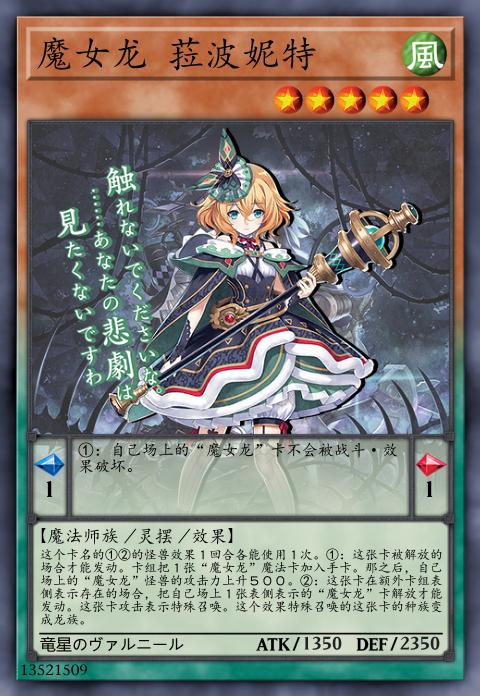 魔女龙 菈波妮特
風
触れないでくださいな
……あなたの悲劇は
見たくないですわ
①：自己场上的“魔女龙”卡不会被战斗·效
果破坏。
1
1
【魔法师族／灵摆／效果】
这个卡名的①②的怪兽效果1回合各能使用1次。①：这张卡被解放的
场合才能发动。卡组把1张“魔女龙”魔法卡加入手卡。那之后，自己
场上的“魔女龙”怪兽的攻击力上升500。②：这张卡在额外卡组表
侧表示存在的场合，把自己场上1张表侧表示的“魔女龙”卡解放才能
发动。这张卡攻击表示特殊召唤。这个效果特殊召唤的这张卡的种族变
成龙族。
竜星のヴァルニール
ATK/1350 DEF/2350
13521509